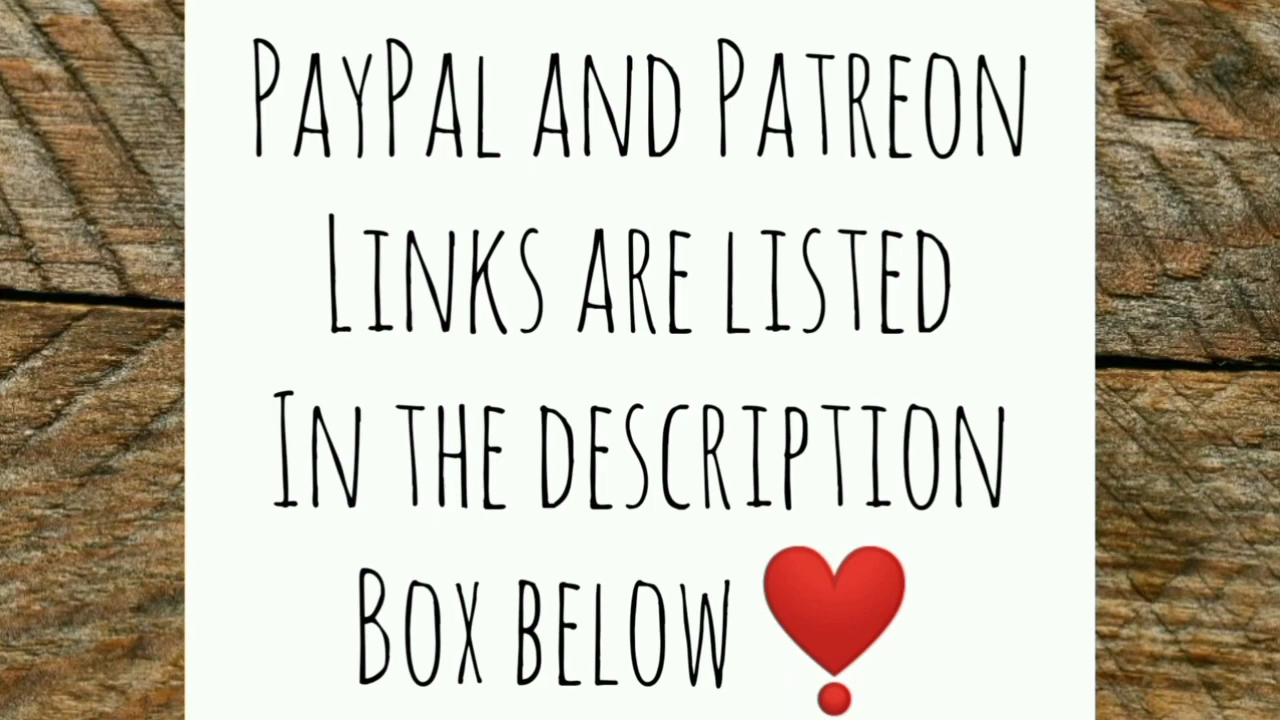 PayPal and Patreon
Links are listed
In the description
Box below ❣